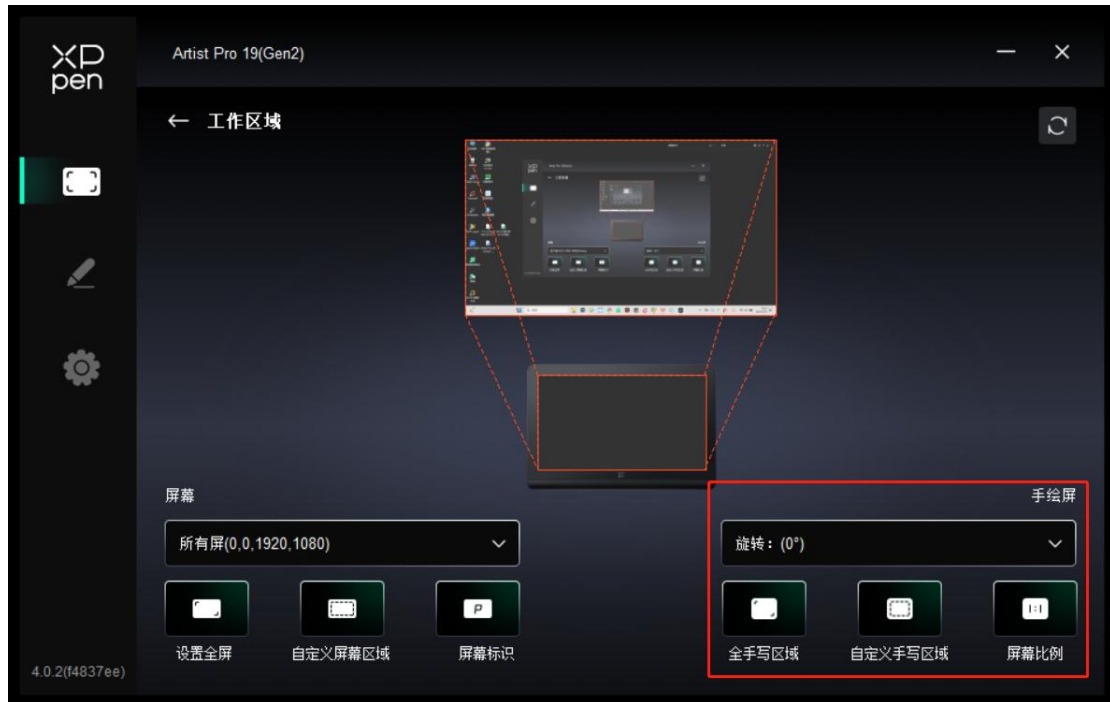 XP
pen
Artist Pro 19(Gen2)
工作区域
屏幕
手绘屏
所有屏(0,0,1920,1080)
旋转：(0°)
P
1:1
设置全屏
自定义屏幕区域
屏幕标识
全手写区域
自定义手写区域
屏幕比例
4.0.2(f4837ee)